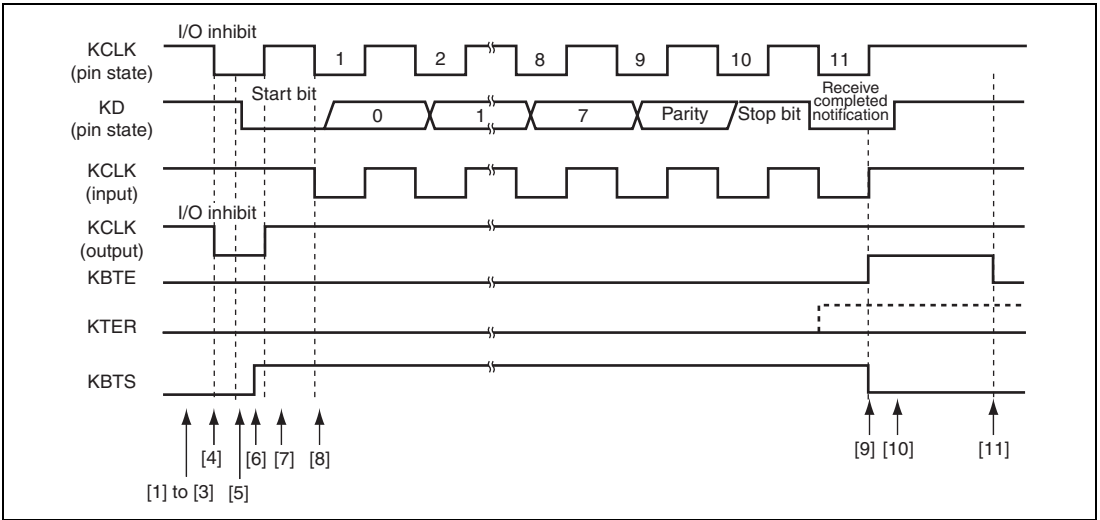 I/O inhibit
KCLK
(pin state)
1
2
8
9
10
11
KD
(pin state)
Start bit
0
1
7
Parity
Stop bit
Receive
completed
notification
KCLK
(input)
I/O inhibit
KCLK
(output)
KBTE
KTER
KBTS
[4]
[6]
[7]
[8]
[9]
[10]
[11]
[1] to [3]
[5]